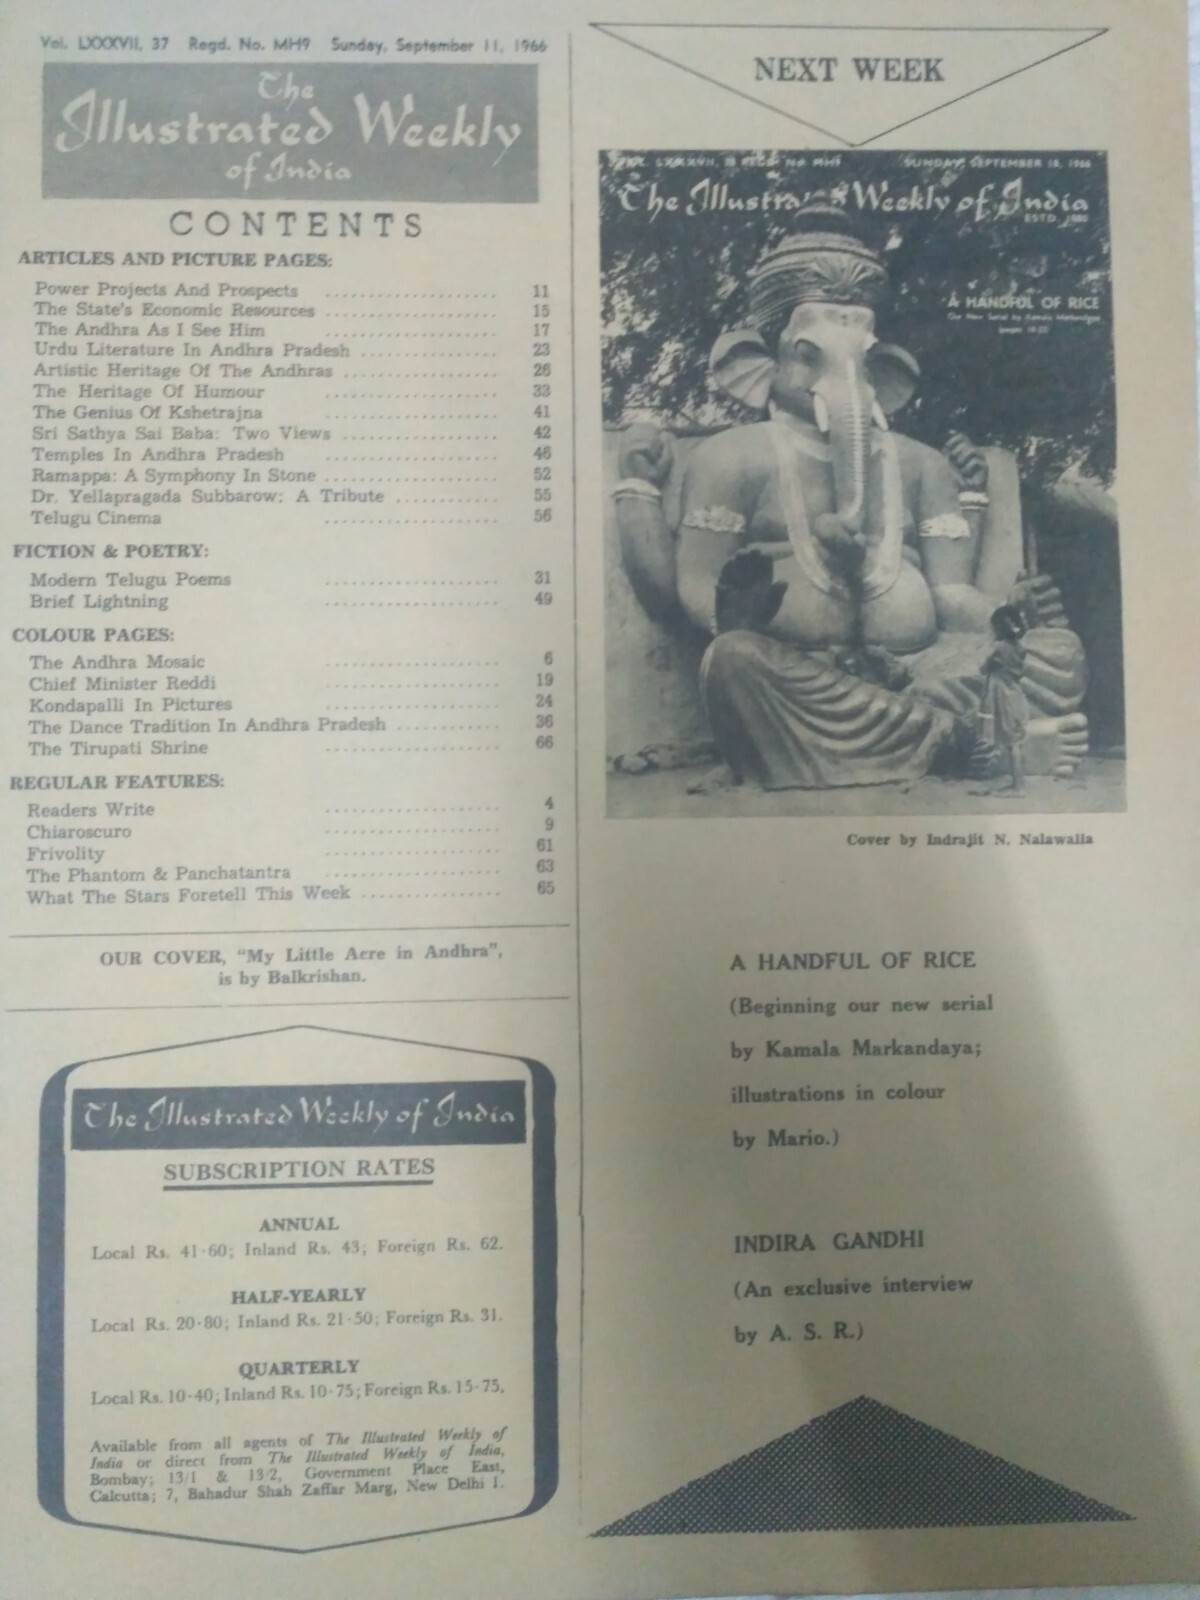 Vol. LXXXVII, 37 Regd. No. MH9 Sunday, September 11, 1966
The
Illustrated Weekly
of India
CONTENTS
ARTICLES AND PICTURE PAGES:
Power Projects And Prospects .................... 11
The State's Economic Resources .................... 15
The Andhra As I See Him .................... 17
Urdu Literature In Andhra Pradesh ................ 23
Artistic Heritage Of The Andhras .................. 26
The Heritage Of Humour .................... 33
The Genius Of Kshetrajna .................... 41
Sri Sathya Sai Baba: Two Views .................. 42
Temples In Andhra Pradesh .................... 46
Ramappa: A Symphony In Stone .................... 52
Dr. Yellapragada Subbarow: A Tribute ............ 55
Telugu Cinema .................... 56
FICTION & POETRY:
Modern Telugu Poems .................... 31
Brief Lightning .................... 49
COLOUR PAGES:
The Andhra Mosaic .................... 6
Chief Minister Reddi .................... 19
Kondapalli In Pictures .................... 24
The Dance Tradition In Andhra Pradesh ............ 36
The Tirupati Shrine .................... 66
REGULAR FEATURES:
Readers Write .................... 4
Chiaroscuro .................... 9
Frivolity .................... 61
The Phantom & Panchatantra .................... 63
What The Stars Foretell This Week ................ 65
OUR COVER, "My Little Acre in Andhra",
is by Balkrishan.
The Illustrated Weekly of India
SUBSCRIPTION RATES
ANNUAL
Local Rs. 41·60; Inland Rs. 43; Foreign Rs. 62.
HALF-YEARLY
Local Rs. 20·80; Inland Rs. 21·50; Foreign Rs. 31.
QUARTERLY
Local Rs. 10·40; Inland Rs. 10·75; Foreign Rs. 15·75.
Available from all agents of The Illustrated Weekly of
India or direct from The Illustrated Weekly of India,
Bombay; 13/1 & 13/2, Government Place East,
Calcutta; 7, Bahadur Shah Zaffar Marg, New Delhi 1.
NEXT WEEK
LXXXVII, 38 REGD. No. MH9 SUNDAY, SEPTEMBER 18, 1966
The Illustra Weekly of India
ESTD. 1880
A HANDFUL OF RICE
Our New Serial by Kamala Markandaya
Cover by Indrajit N. Nalawalla
A HANDFUL OF RICE
(Beginning our new serial
by Kamala Markandaya;
illustrations in colour
by Mario.)
INDIRA GANDHI
(An exclusive interview
by A. S. R.)